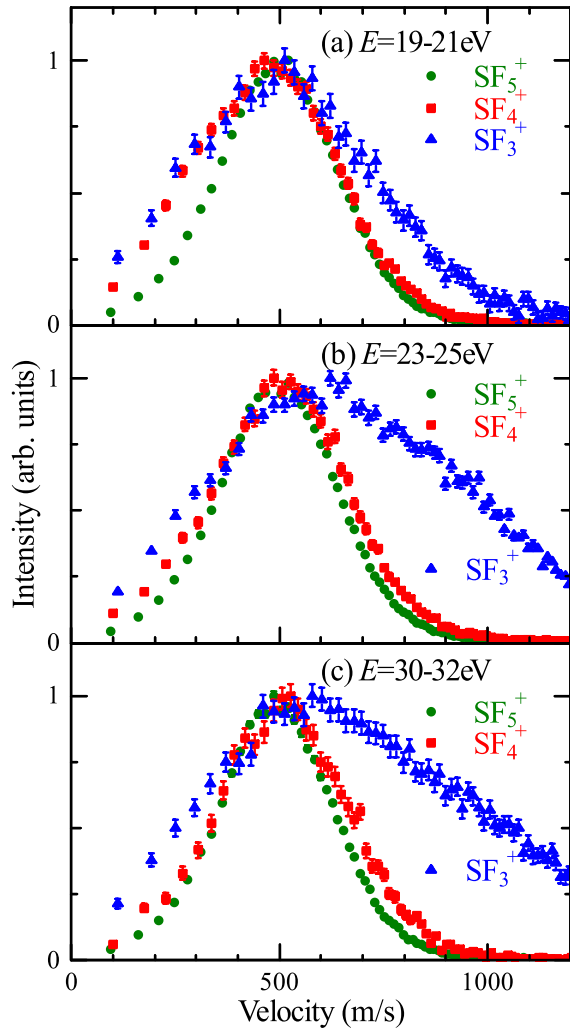 (a) E=19-21eV
SF₅⁺
SF₄⁺
SF₃⁺
1
0
(b) E=23-25eV
SF₅⁺
SF₄⁺
SF₃⁺
1
0
(c) E=30-32eV
SF₅⁺
SF₄⁺
SF₃⁺
1
0
0 500 1000
Velocity (m/s)
Intensity (arb. units)